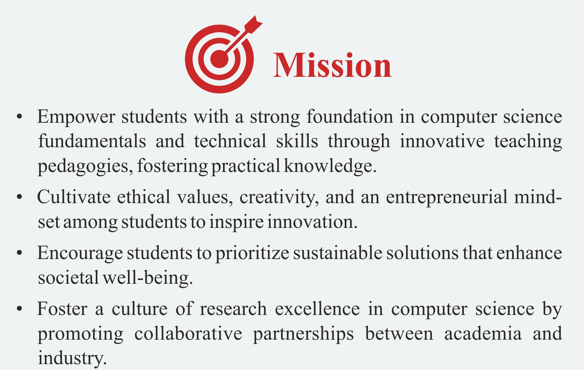 Mission
• Empower students with a strong foundation in computer science
fundamentals and technical skills through innovative teaching
pedagogies, fostering practical knowledge.
• Cultivate ethical values, creativity, and an entrepreneurial mind-
set among students to inspire innovation.
• Encourage students to prioritize sustainable solutions that enhance
societal well-being.
• Foster a culture of research excellence in computer science by
promoting collaborative partnerships between academia and
industry.